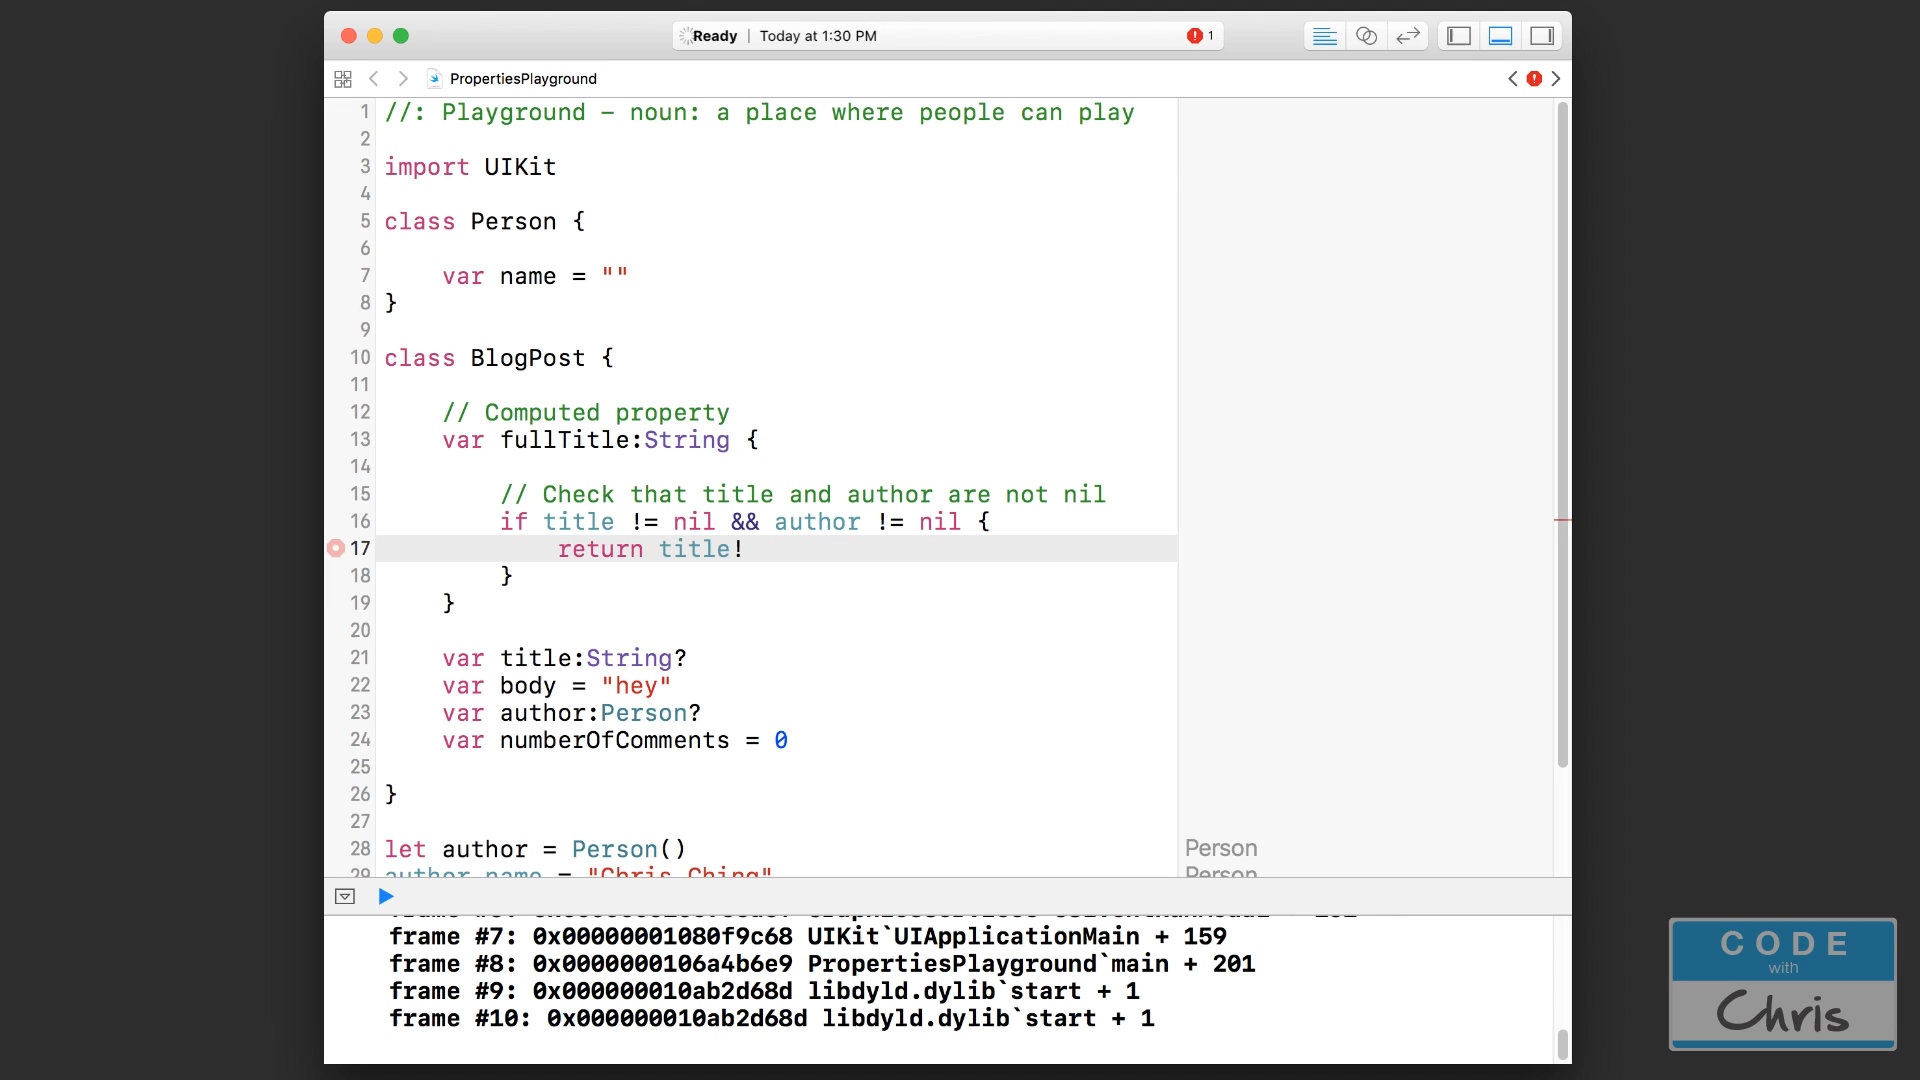 Ready | Today at 1:30 PM 1
PropertiesPlayground
1 //: Playground – noun: a place where people can play
2
3 import UIKit
4
5 class Person {
6
7 var name = ""
8 }
9
10 class BlogPost {
11
12 // Computed property
13 var fullTitle:String {
14
15 // Check that title and author are not nil
16 if title != nil && author != nil {
17 return title!
18 }
19 }
20
21 var title:String?
22 var body = "hey"
23 var author:Person?
24 var numberOfComments = 0
25
26 }
27
28 let author = Person() Person
29 author.name = "Chris Ching" Person
frame #7: 0x00000001080f9c68 UIKit`UIApplicationMain + 159
frame #8: 0x0000000106a4b6e9 PropertiesPlayground`main + 201
frame #9: 0x000000010ab2d68d libdyld.dylib`start + 1
frame #10: 0x000000010ab2d68d libdyld.dylib`start + 1
CODE
with
Chris